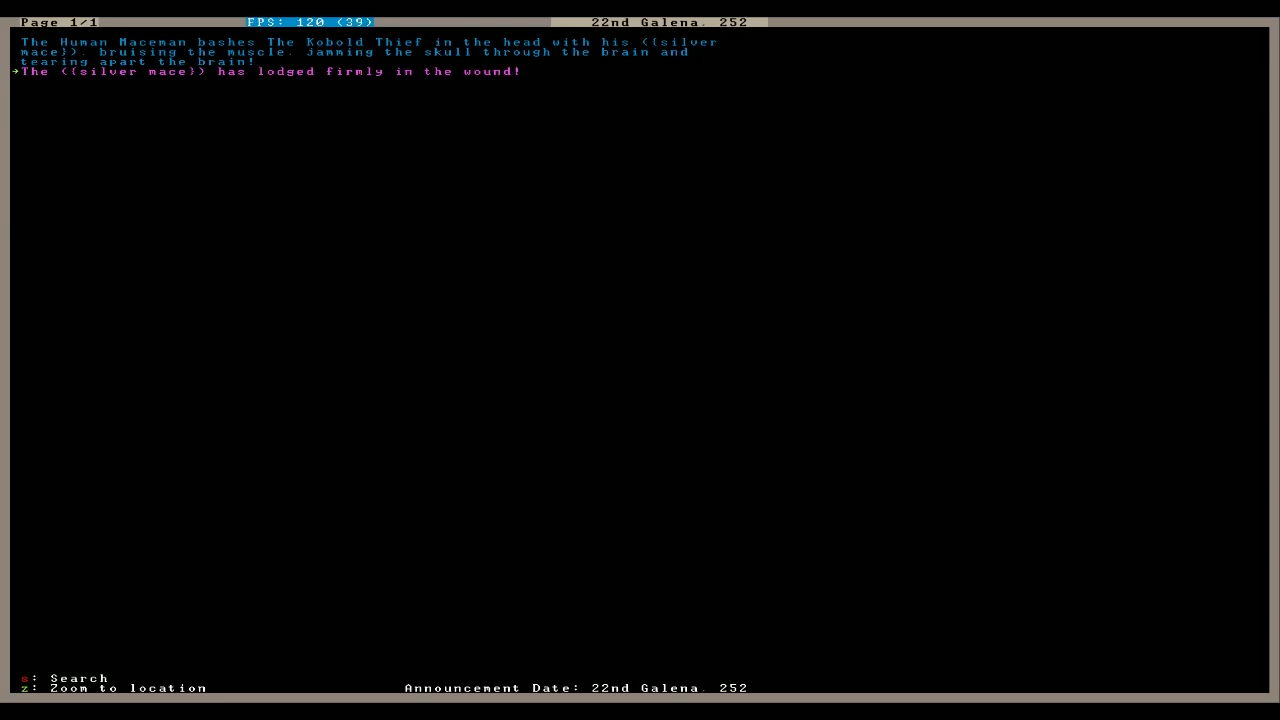 Page 1/1 FPS: 120 (39) 22nd Galena, 252
The Human Maceman bashes The Kobold Thief in the head with his ({silver
mace}), bruising the muscle, jamming the skull through the brain and
tearing apart the brain!
→The ({silver mace}) has lodged firmly in the wound!
s: Search
z: Zoom to location Announcement Date: 22nd Galena, 252